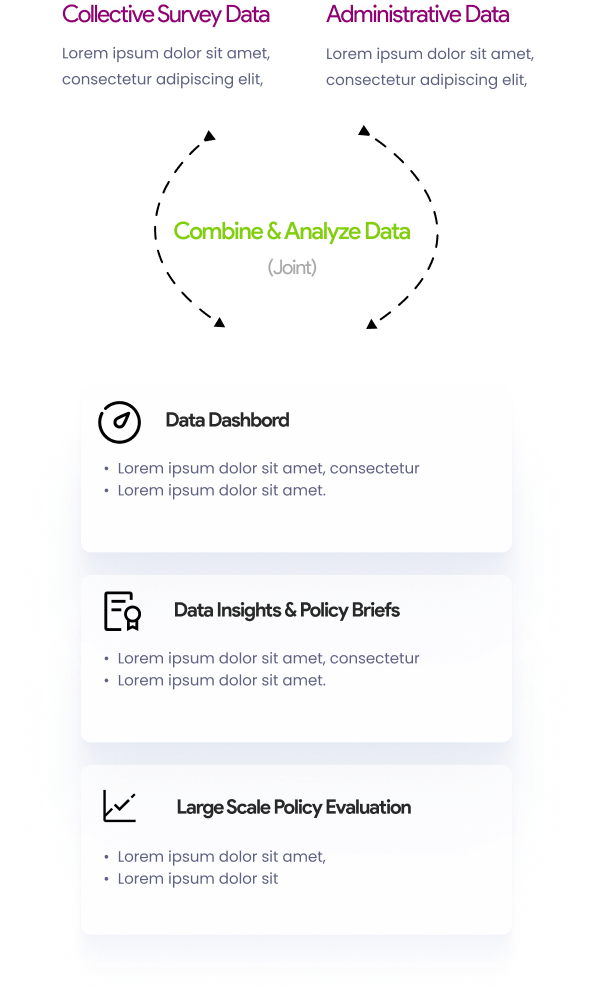 Collective Survey Data
Lorem ipsum dolor sit amet,
consectetur adipiscing elit,
Administrative Data
Lorem ipsum dolor sit amet,
consectetur adipiscing elit,
Combine & Analyze Data
(Joint)
Data Dashbord
• Lorem ipsum dolor sit amet, consectetur
• Lorem ipsum dolor sit amet.
Data Insights & Policy Briefs
• Lorem ipsum dolor sit amet, consectetur
• Lorem ipsum dolor sit amet.
Large Scale Policy Evaluation
• Lorem ipsum dolor sit amet,
• Lorem ipsum dolor sit